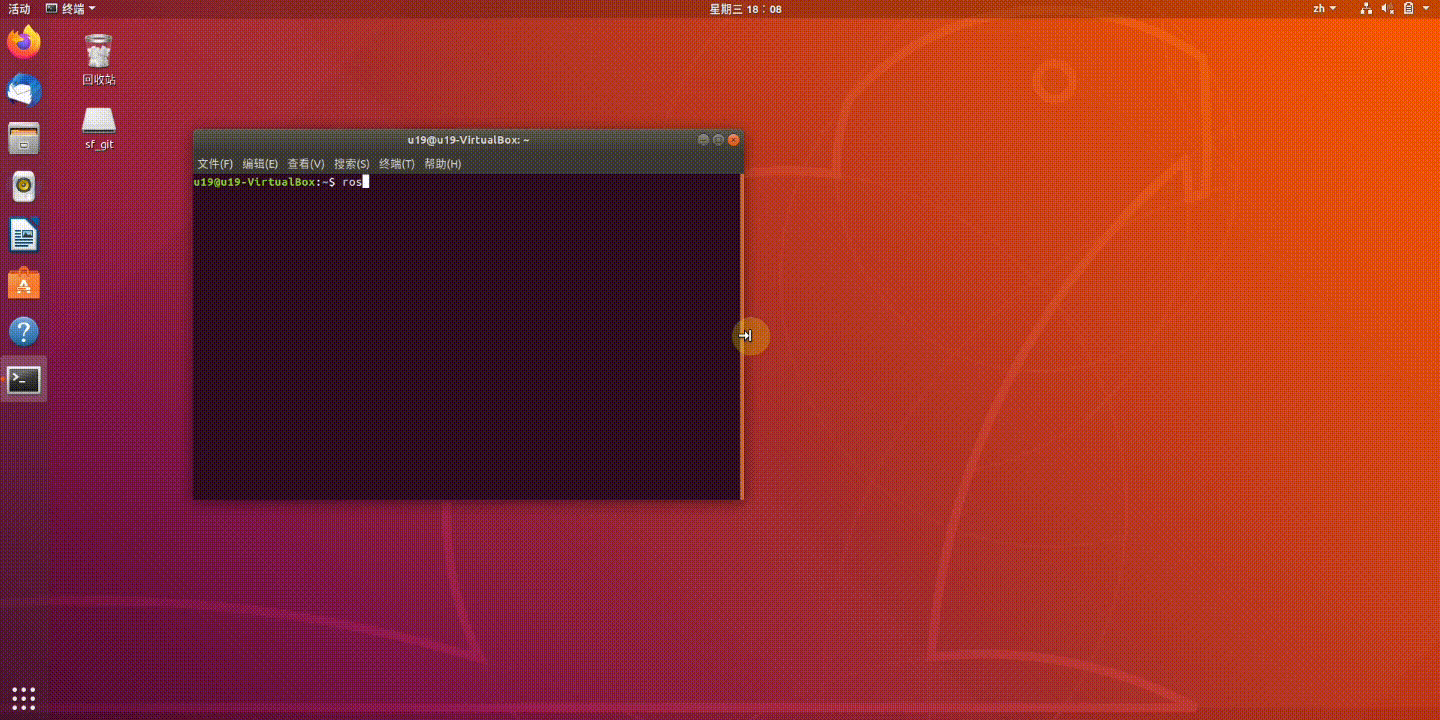 活动 终端 星期三 18：08 zh
回收站
sf_git
u19@u19-VirtualBox: ~
文件(F) 编辑(E) 查看(V) 搜索(S) 终端(T) 帮助(H)
u19@u19-VirtualBox:~$ ros